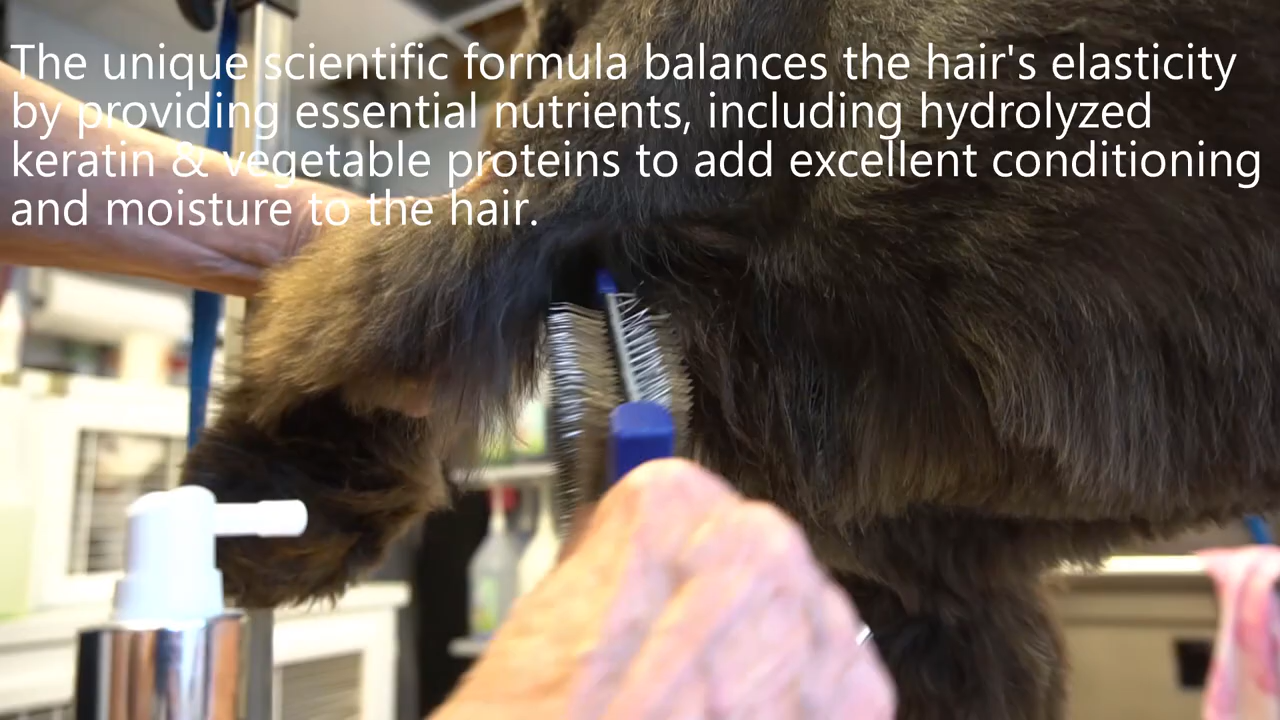 The unique scientific formula balances the hair's elasticity
by providing essential nutrients, including hydrolyzed
keratin & vegetable proteins to add excellent conditioning
and moisture to the hair.